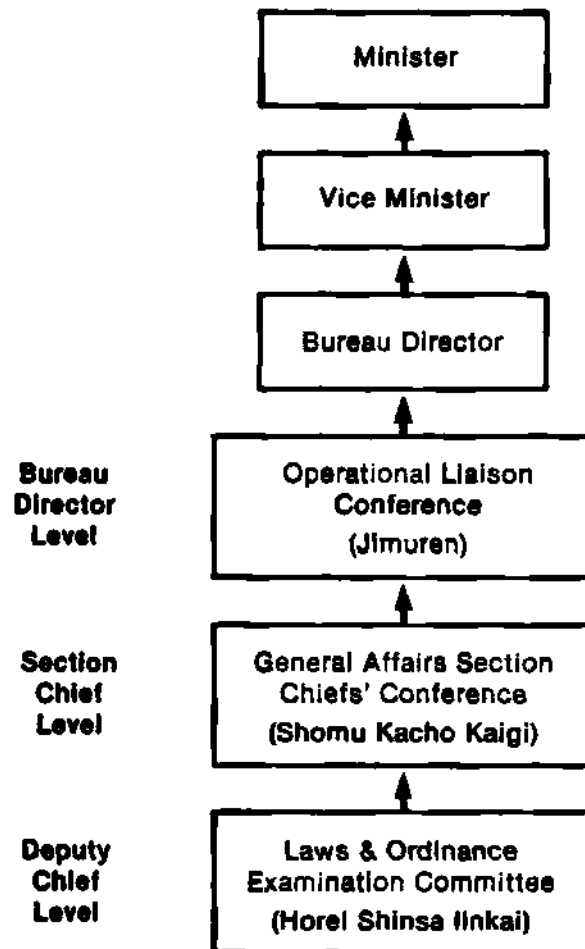 Minister
Vice Minister
Bureau Director
Bureau
Director
Level
Operational Liaison
Conference
(Jimuren)
Section
Chief
Level
General Affairs Section
Chiefs' Conference
(Shomu Kacho Kaigi)
Deputy
Chief
Level
Laws & Ordinance
Examination Committee
(Horei Shinsa Iinkai)